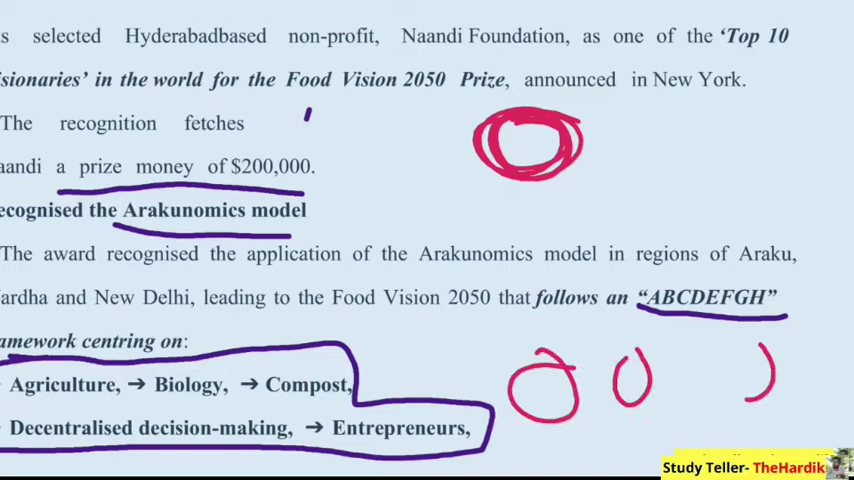 s selected Hyderabadbased non-profit, Naandi Foundation, as one of the ‘Top 10
isionaries’ in the world for the Food Vision 2050 Prize, announced in New York.
The recognition fetches
aandi a prize money of $200,000.
ecognised the Arakunomics model
The award recognised the application of the Arakunomics model in regions of Araku,
ardha and New Delhi, leading to the Food Vision 2050 that follows an “ABCDEFGH”
amework centring on:
Agriculture, ➔ Biology, ➔ Compost,
Decentralised decision-making, ➔ Entrepreneurs,
Study Teller- TheHardik